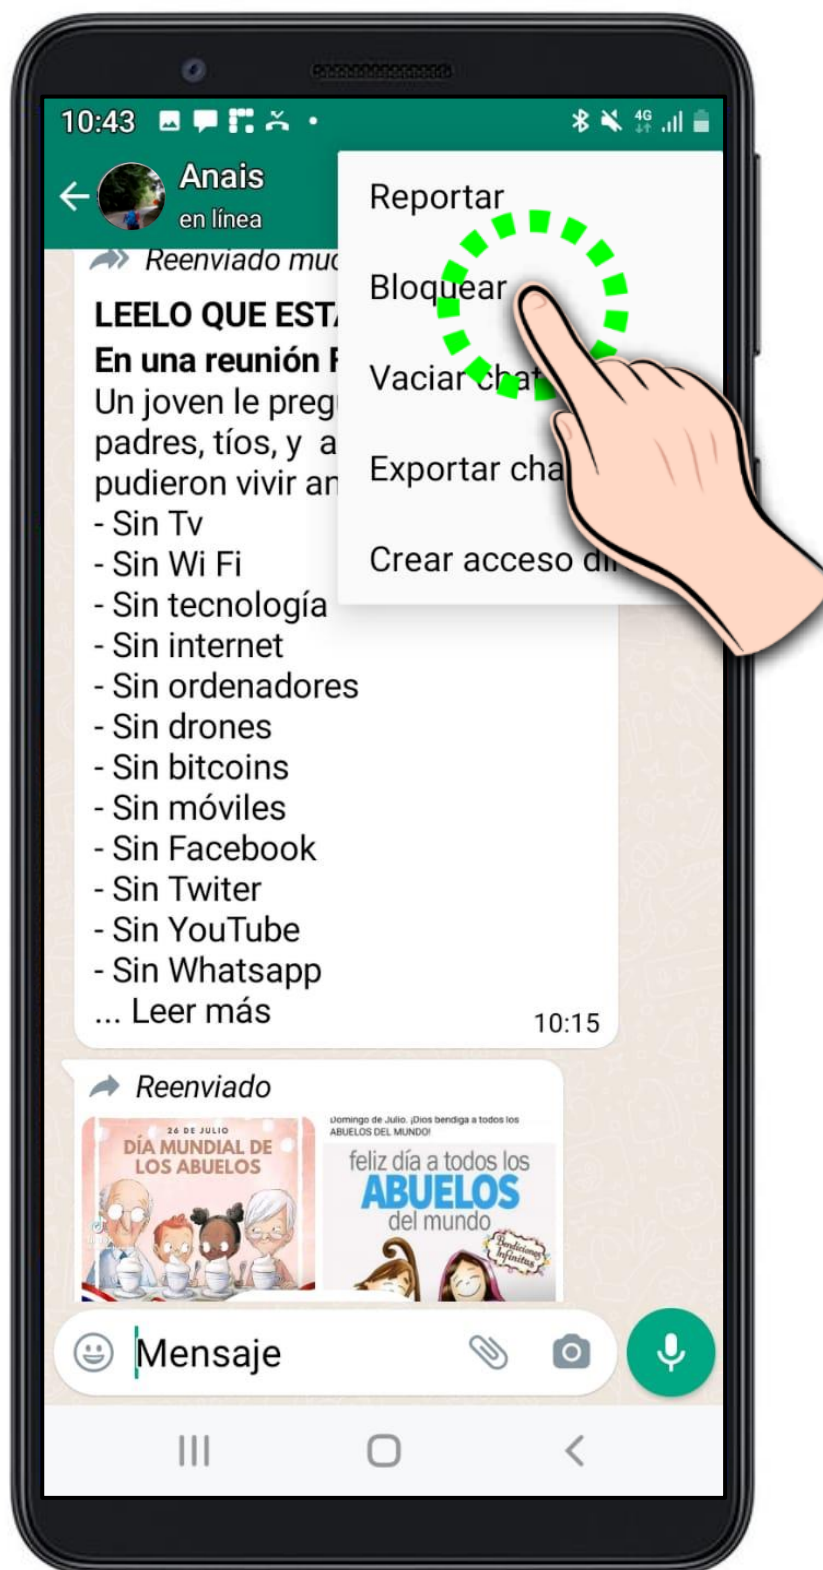 10:43
4G
Anais
en línea
Reportar
Bloquear
Vaciar chat
Exportar cha
Crear acceso di
Reenviado muc
LEELO QUE EST
En una reunión
Un joven le preg
padres, tíos, y a
pudieron vivir an
- Sin Tv
- Sin Wi Fi
- Sin tecnología
- Sin internet
- Sin ordenadores
- Sin drones
- Sin bitcoins
- Sin móviles
- Sin Facebook
- Sin Twiter
- Sin YouTube
- Sin Whatsapp
... Leer más
10:15
Reenviado
26 DE JULIO
DÍA MUNDIAL DE
LOS ABUELOS
Domingo de Julio. ¡Dios bendiga a todos los
ABUELOS DEL MUNDO!
feliz día a todos los
ABUELOS
del mundo
Bendiciones
Infinitas
Mensaje